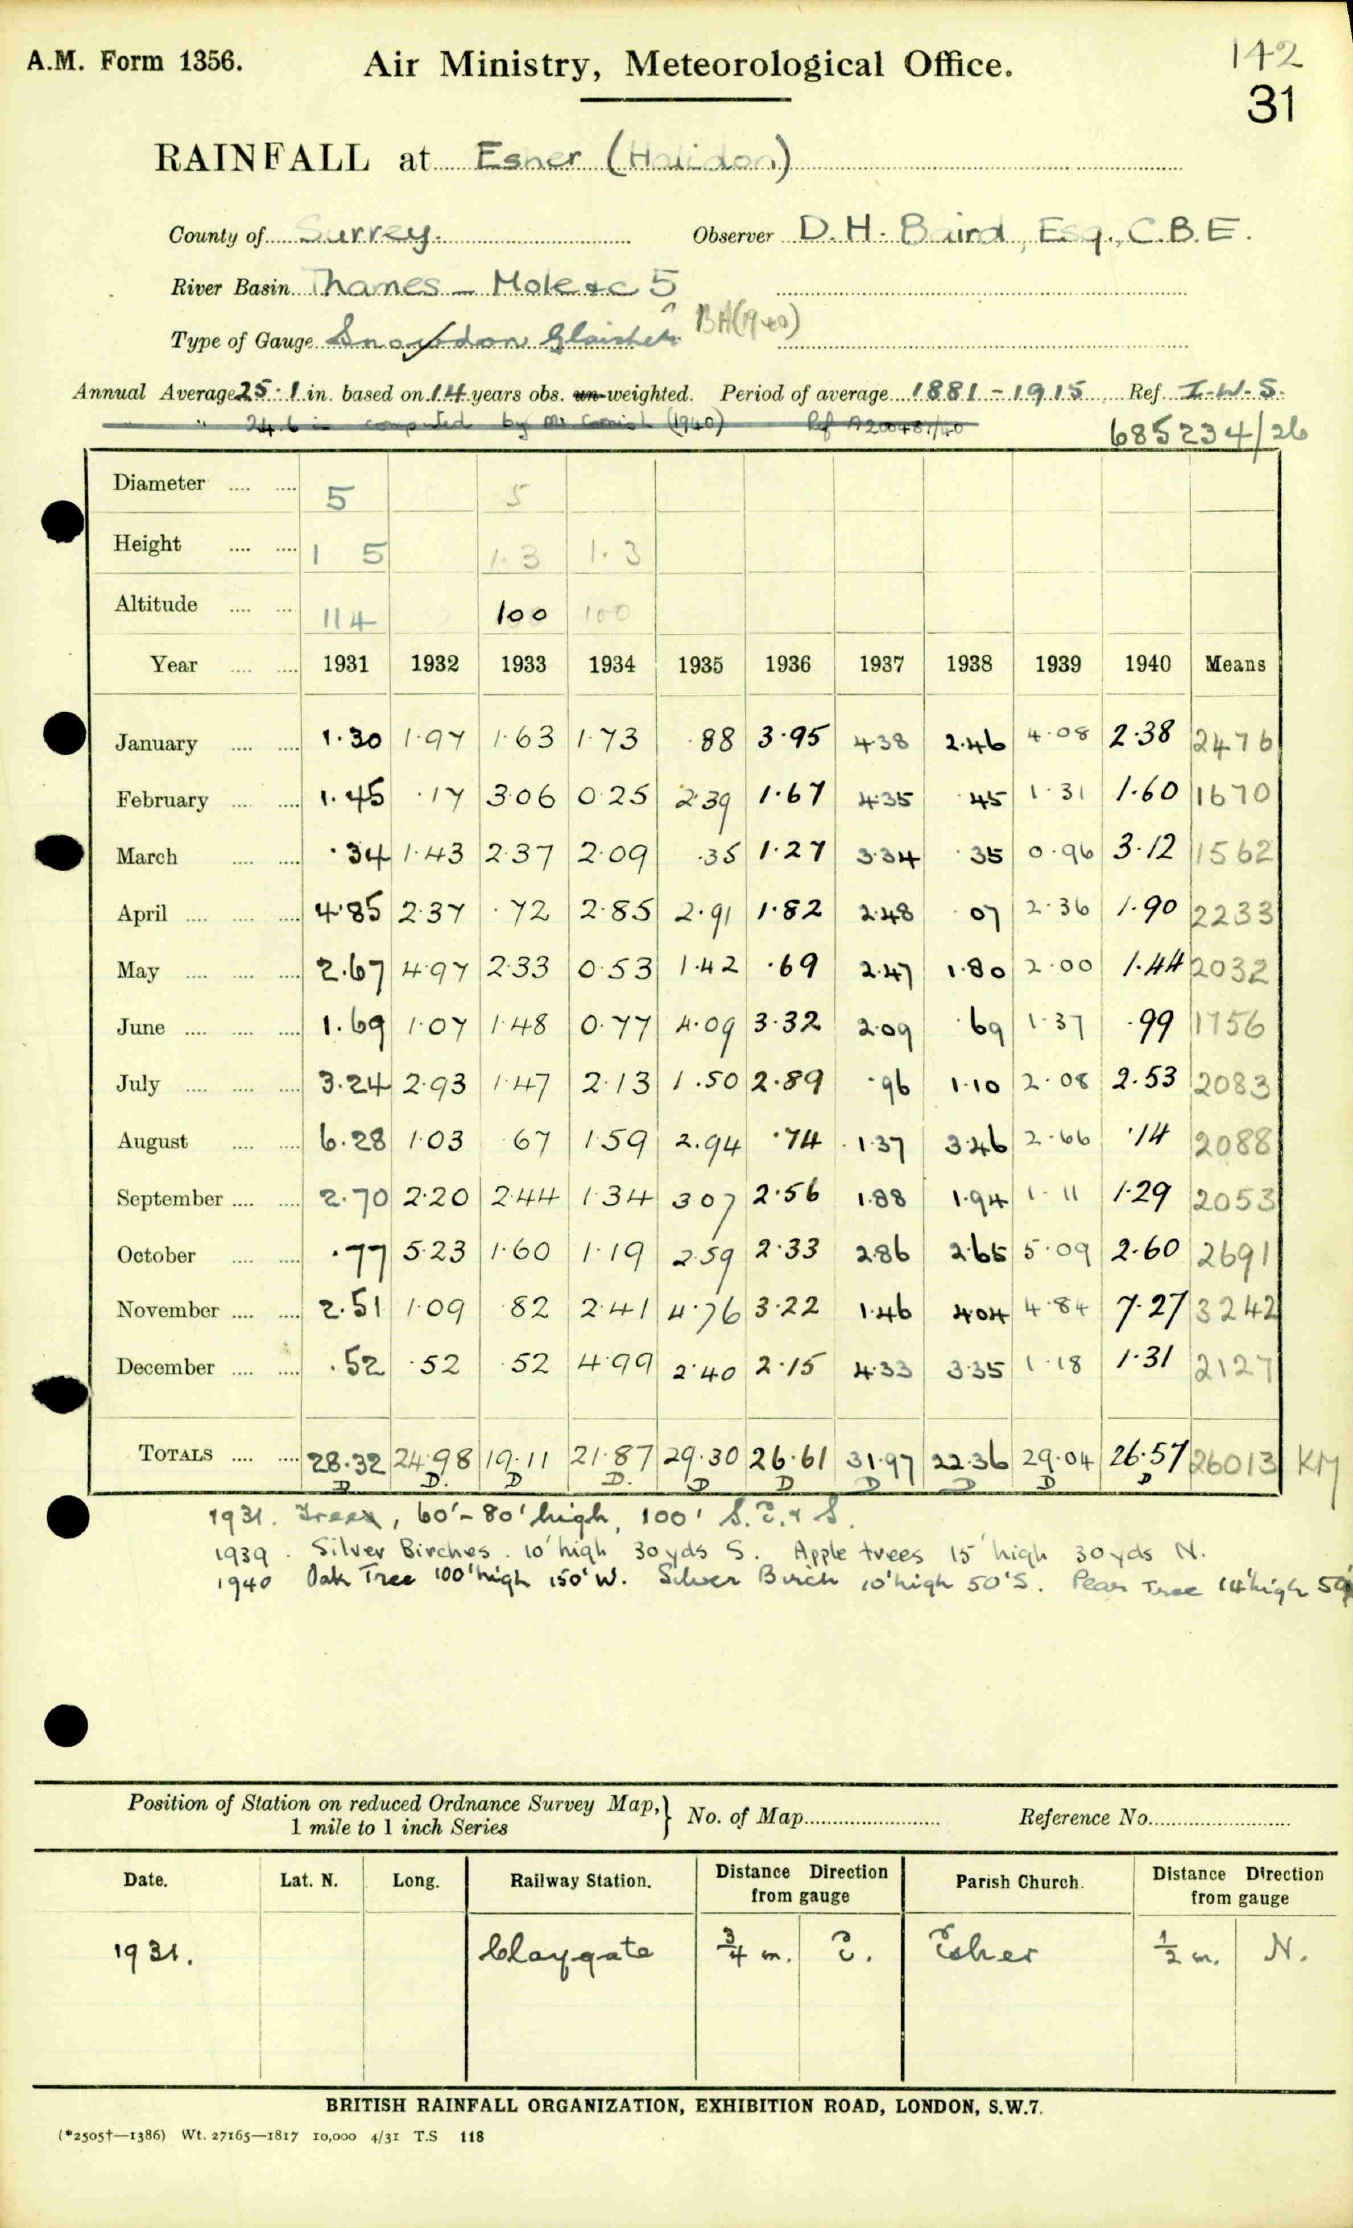 A.M. Form 1356.
Air Ministry, Meteorological Office.
142
31
RAINFALL at Esher (Halidon)
County of Surrey. Observer D.H. Baird, Esq., C.B.E.
River Basin Thames — Mole &c 5
Type of Gauge Snowdon Glaisher BH(1940)
Annual Average 25.1 in. based on 14 years obs. un-weighted. Period of average 1881 - 1915 Ref. I.W.S.
" " 24.6 in computed by Mr Cornish (1940) Ref A200481/40 685234/26
Diameter 5 5
Height 1 5 1.3 1.3
Altitude 114 100 100
Year 1931 1932 1933 1934 1935 1936 1937 1938 1939 1940 Means
January 1.30 1.97 1.63 1.73 .88 3.95 4.38 2.46 4.08 2.38 2476
February 1.45 .17 3.06 0.25 2.39 1.67 4.35 .45 1.31 1.60 1670
March .34 1.43 2.37 2.09 .35 1.27 3.34 .35 0.96 3.12 1562
April 4.85 2.37 .72 2.85 2.91 1.82 2.48 .07 2.36 1.90 2233
May 2.67 4.97 2.33 0.53 1.42 .69 2.47 1.80 2.00 1.44 2032
June 1.69 1.07 1.48 0.77 4.09 3.32 2.09 .69 1.37 .99 1756
July 3.24 2.93 1.47 2.13 1.50 2.89 .96 1.10 2.08 2.53 2083
August 6.28 1.03 .67 1.59 2.94 .74 1.37 3.46 2.66 .14 2088
September 2.70 2.20 2.44 1.34 3.07 2.56 1.88 1.94 1.11 1.29 2053
October .77 5.23 1.60 1.19 2.59 2.33 2.86 2.65 5.09 2.60 2691
November 2.51 1.09 .82 2.41 4.76 3.22 1.46 4.04 4.84 7.27 3242
December .52 .52 .52 4.99 2.40 2.15 4.33 3.35 1.18 1.31 2127
TOTALS 28.32 24.98 19.11 21.87 29.30 26.61 31.97 22.36 29.04 26.57 26013 KM
D D. D D. D D D D D D
1931. Trees, 60'-80' high, 100' S.E. & S.
1939. Silver Birches. 10' high 30yds S. Apple trees 15' high 30yds N.
1940 Oak Tree 100' high 150' W. Silver Birch 10' high 50' S. Pear Tree 14' high
Position of Station on reduced Ordnance Survey Map, 1 mile to 1 inch Series } No. of Map Reference No.
Date. Lat. N. Long. Railway Station. Distance Direction from gauge Parish Church. Distance Direction from gauge
1931. Claygate 3/4 m. E. Esher 1/2 m. N.
BRITISH RAINFALL ORGANIZATION, EXHIBITION ROAD, LONDON, S.W.7.
(*2505†—1386) Wt. 27165—1817 10,000 4/31 T.S 118